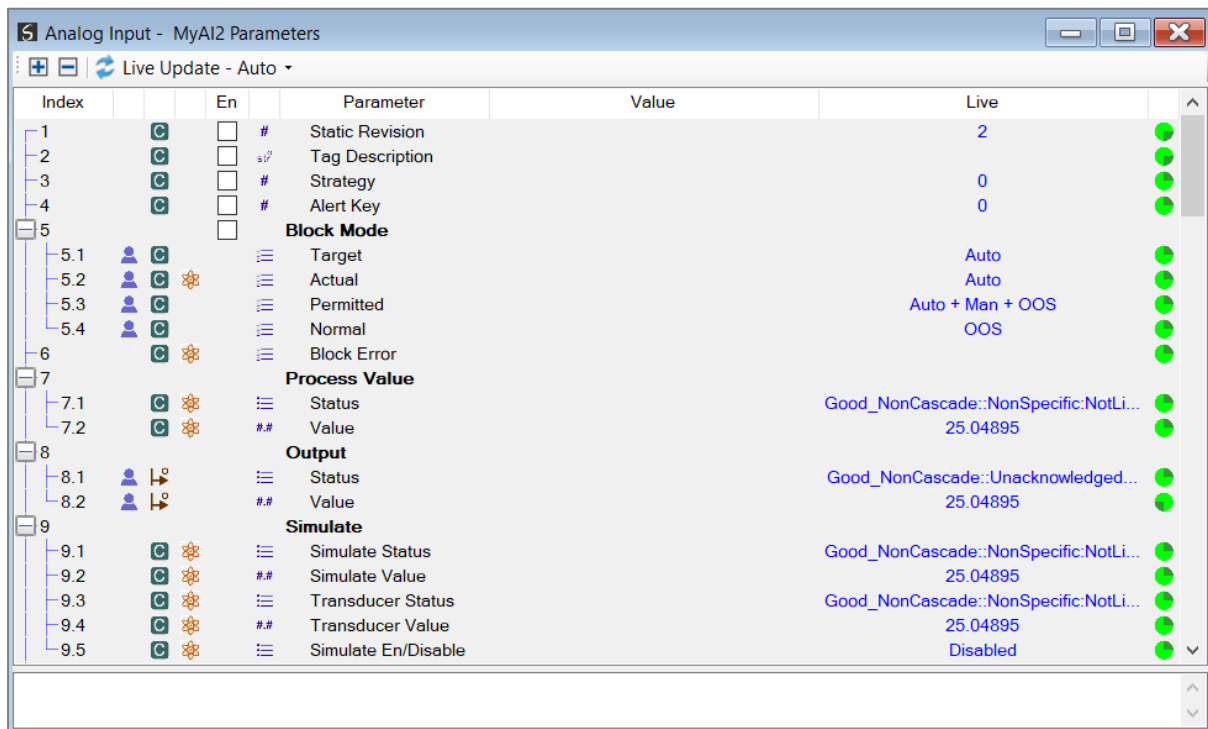 Analog Input - MyAI2 Parameters
Live Update - Auto
Index En Parameter Value Live
1 C # Static Revision 2
2 C str Tag Description
3 C # Strategy 0
4 C # Alert Key 0
5 Block Mode
5.1 C Target Auto
5.2 C Actual Auto
5.3 C Permitted Auto + Man + OOS
5.4 C Normal OOS
6 C Block Error
7 Process Value
7.1 C Status Good_NonCascade::NonSpecific:NotLi...
7.2 C #.# Value 25.04895
8 Output
8.1 Status Good_NonCascade::Unacknowledged...
8.2 #.# Value 25.04895
9 Simulate
9.1 C Simulate Status Good_NonCascade::NonSpecific:NotLi...
9.2 C #.# Simulate Value 25.04895
9.3 C Transducer Status Good_NonCascade::NonSpecific:NotLi...
9.4 C #.# Transducer Value 25.04895
9.5 C Simulate En/Disable Disabled